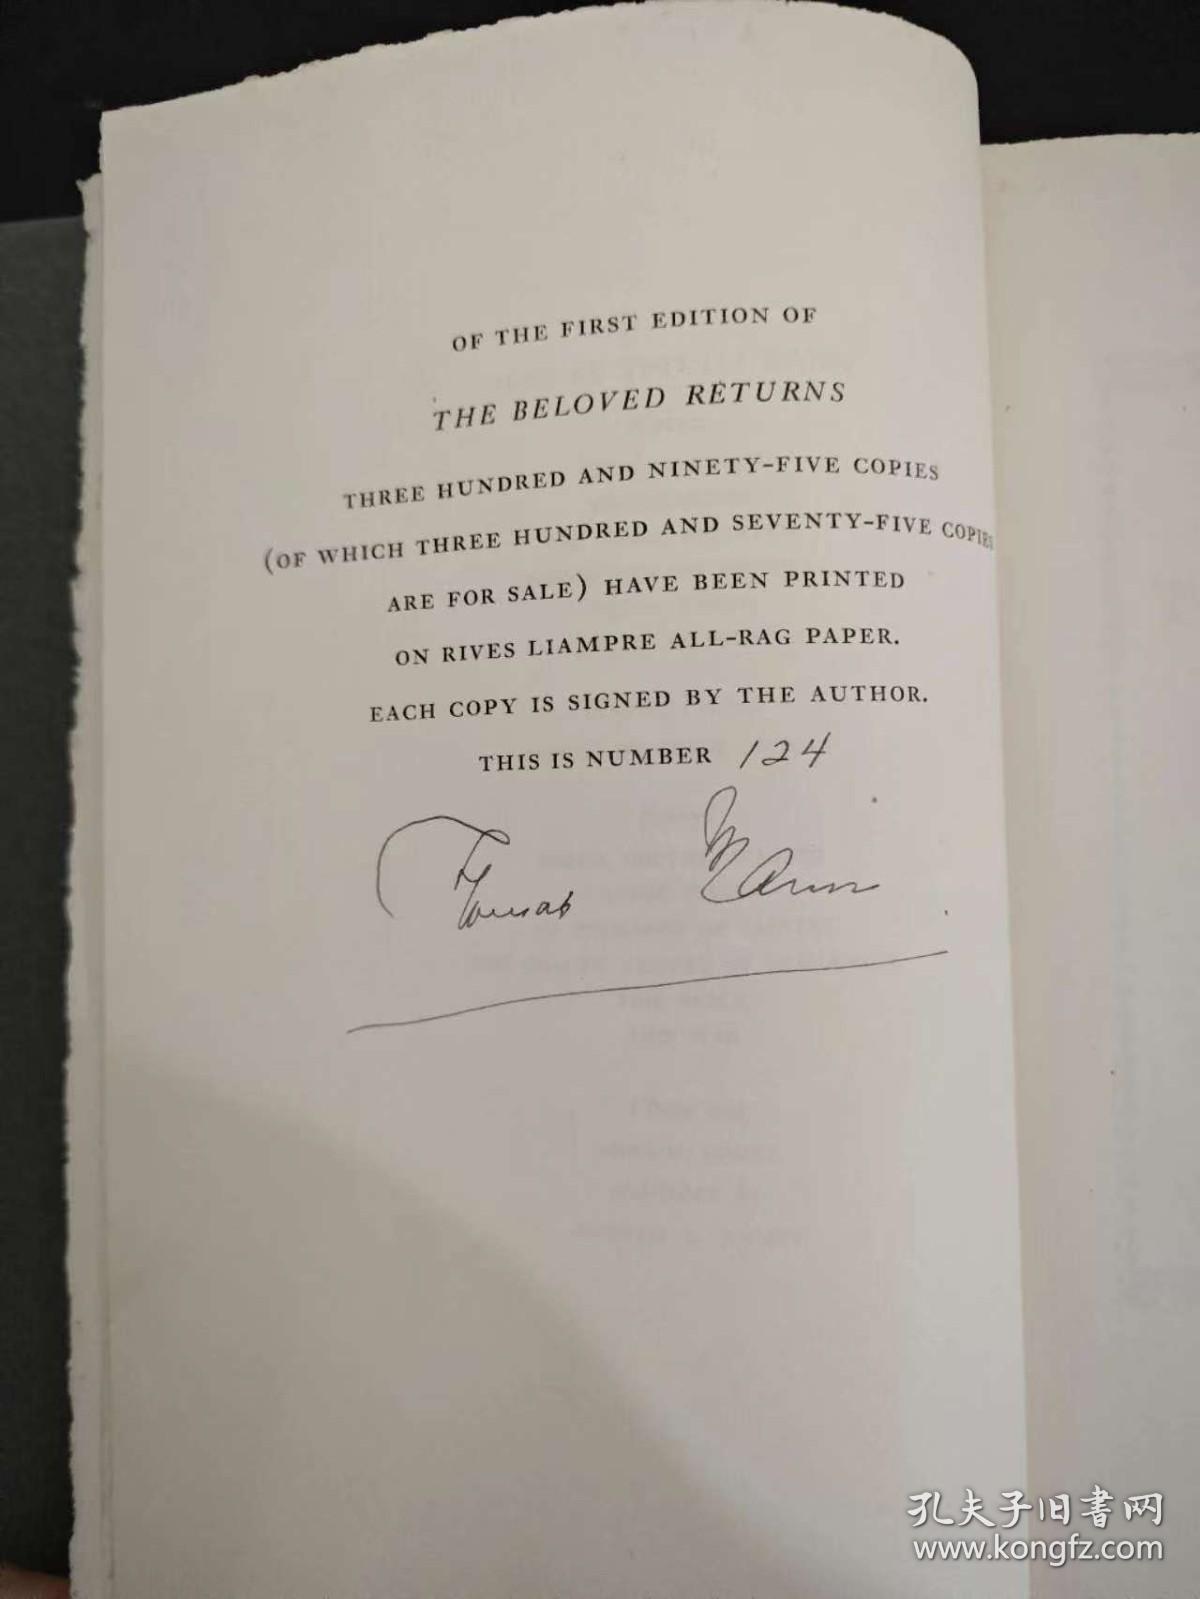 OF THE FIRST EDITION OF
THE BELOVED RETURNS
THREE HUNDRED AND NINETY-FIVE COPIES
(OF WHICH THREE HUNDRED AND SEVENTY-FIVE COPIES
ARE FOR SALE) HAVE BEEN PRINTED
ON RIVES LIAMPRE ALL-RAG PAPER.
EACH COPY IS SIGNED BY THE AUTHOR.
THIS IS NUMBER 124
Thomas Mann
孔夫子旧书网
www.kongfz.com